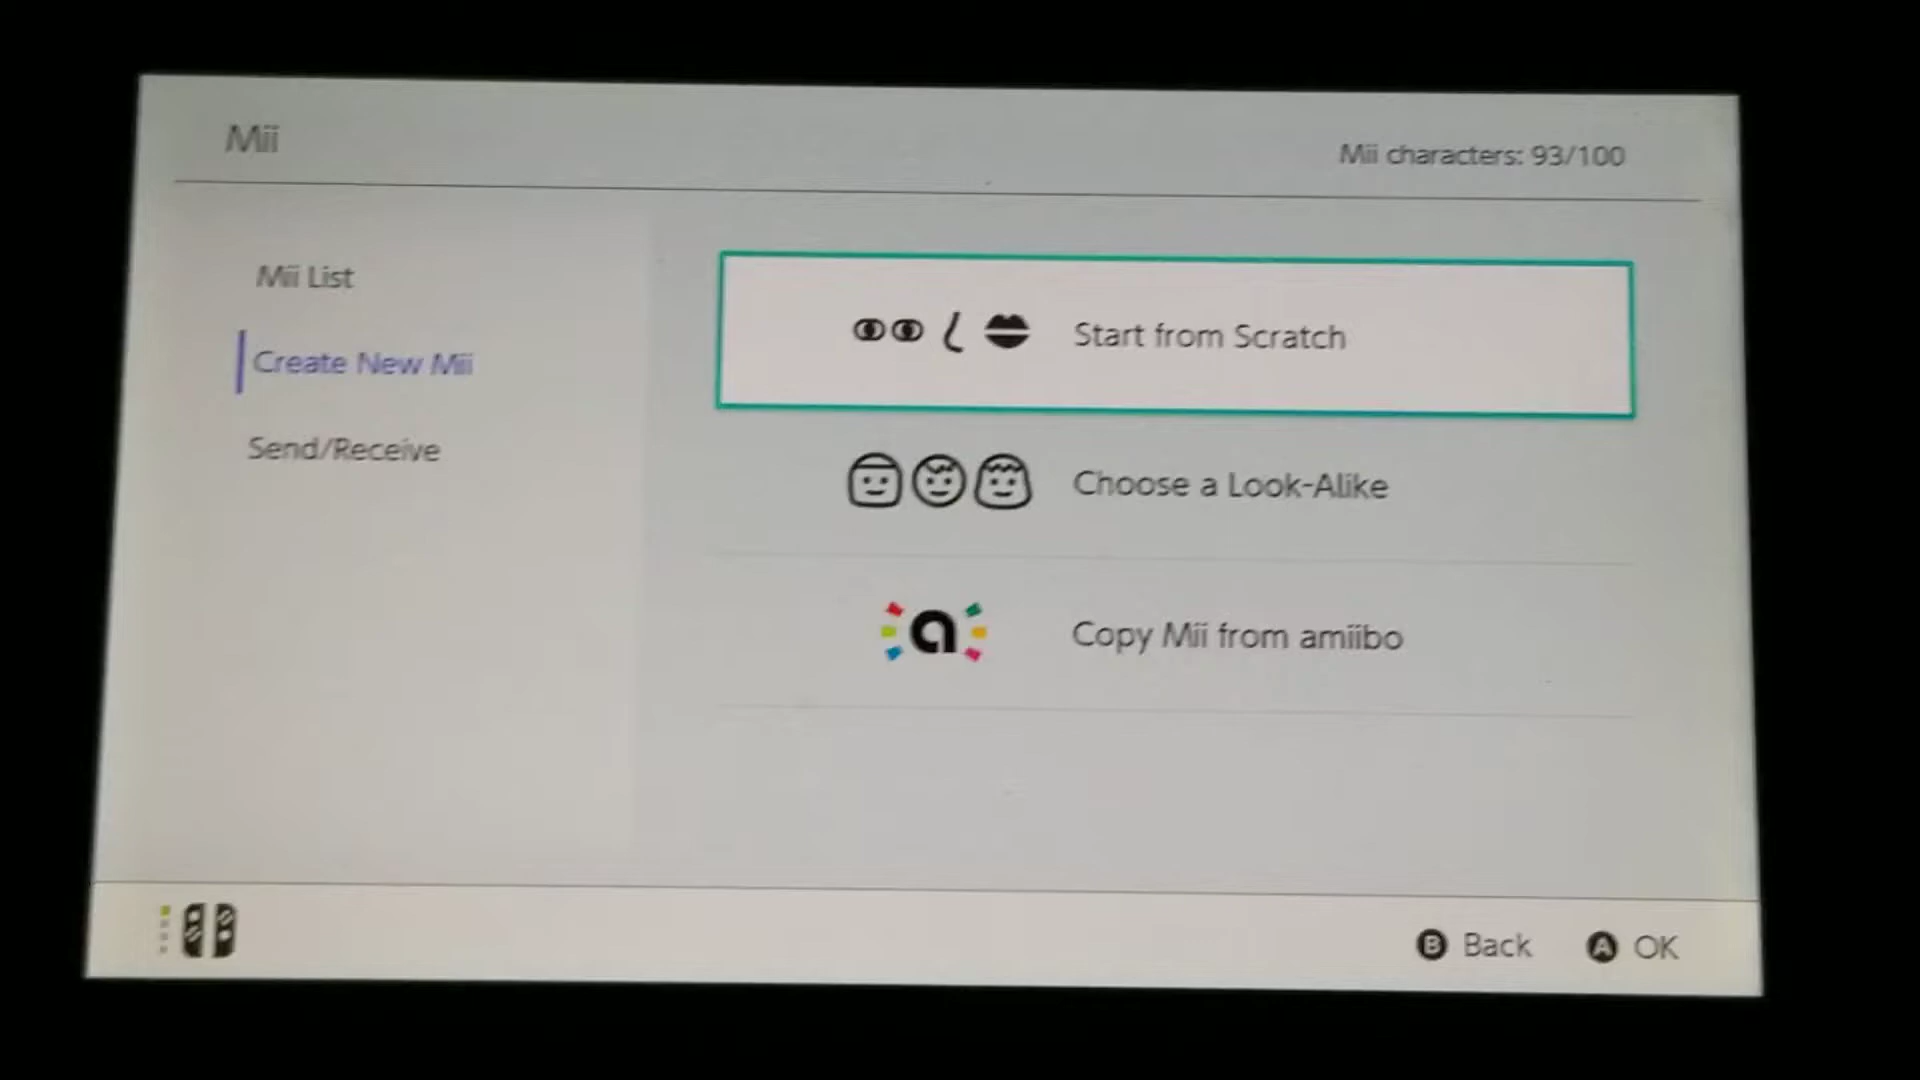 Mii
Mii characters: 93/100
Mii List
Create New Mii
Send/Receive
Start from Scratch
Choose a Look-Alike
a
Copy Mii from amiibo
B Back
A OK